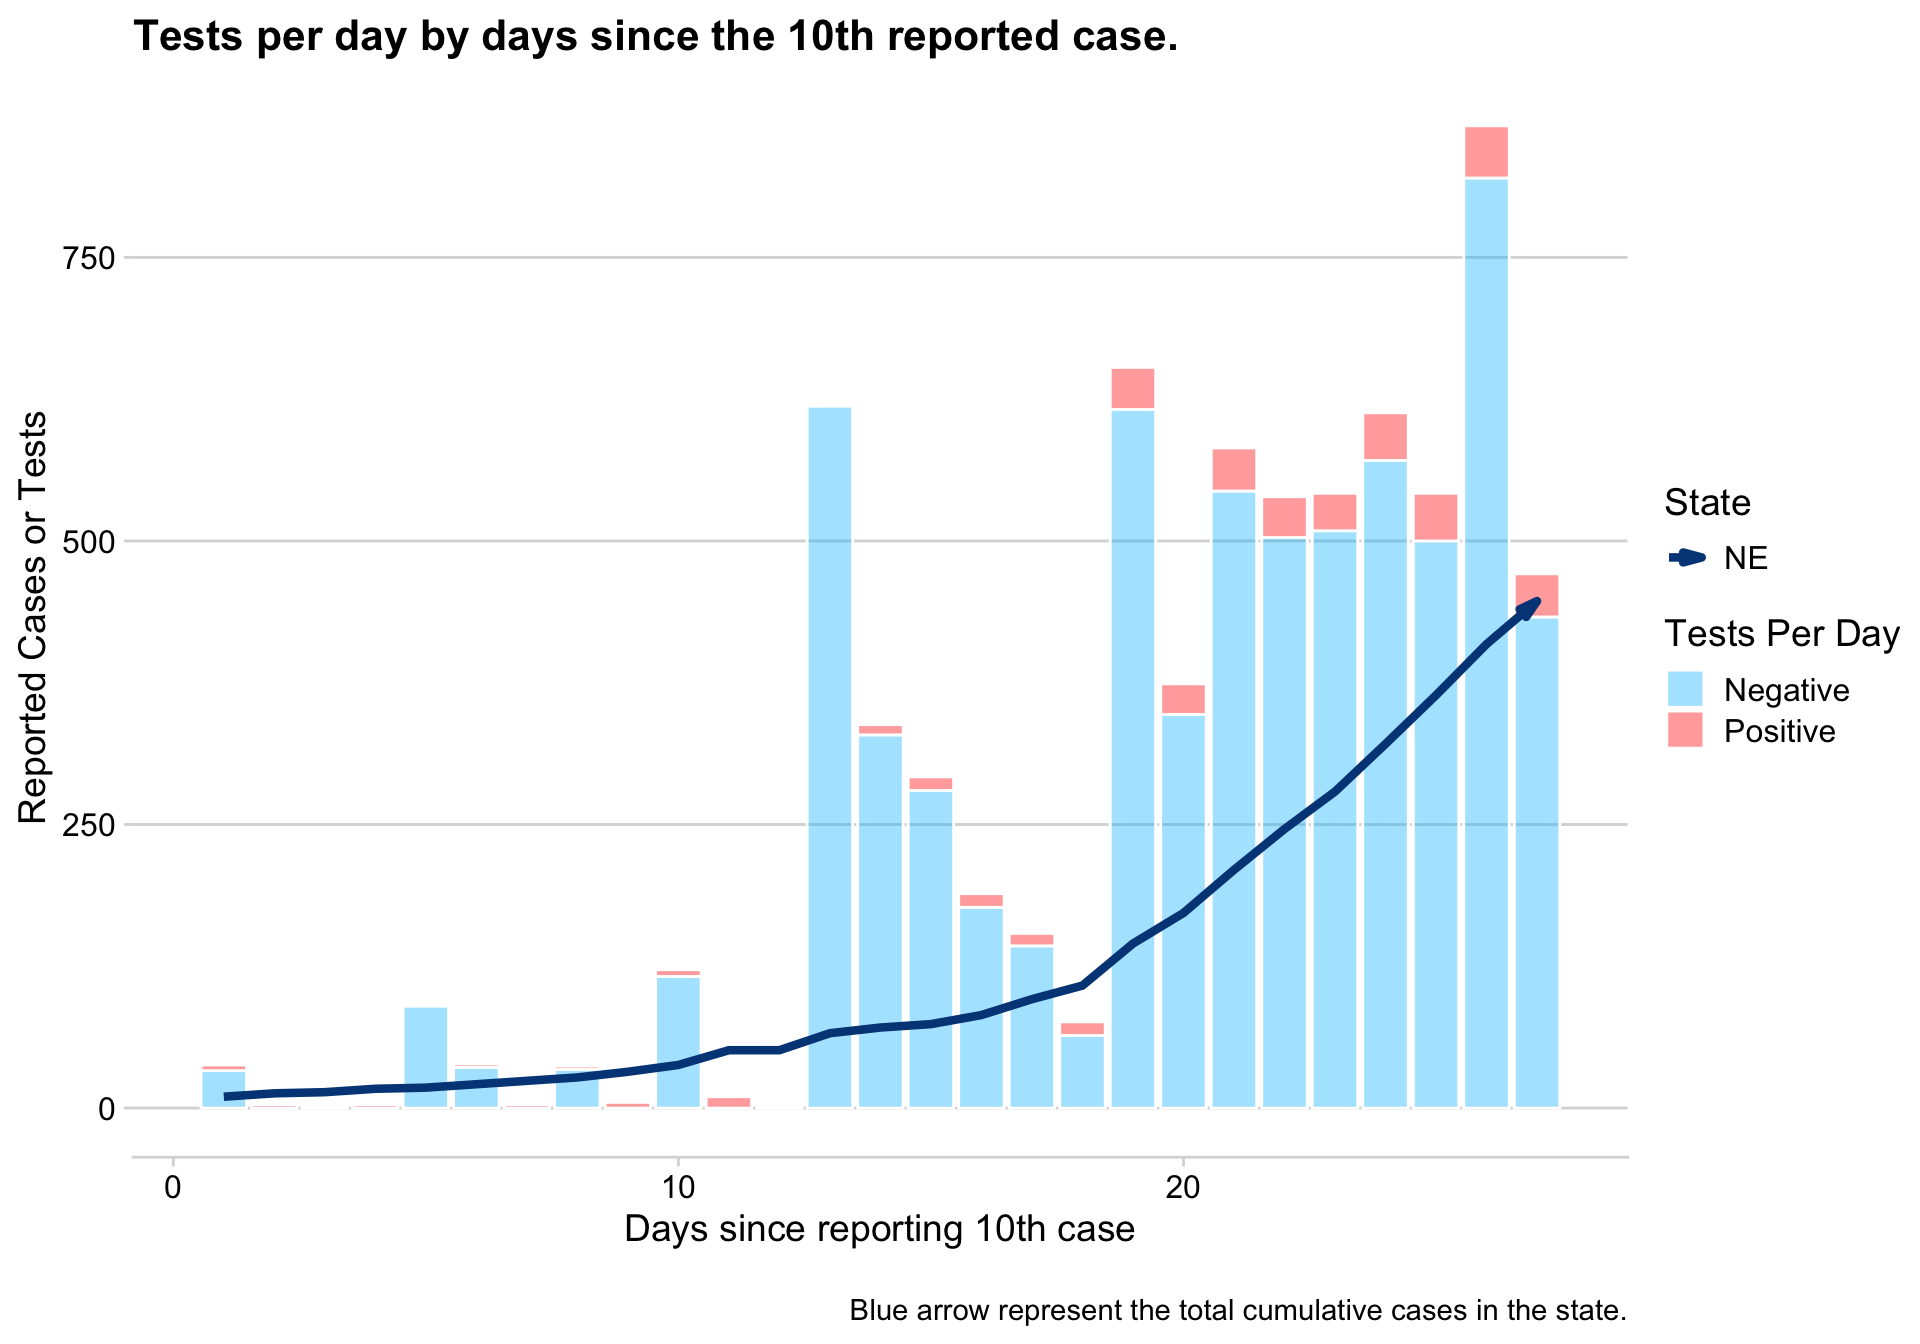 Tests per day by days since the 10th reported case.
Reported Cases or Tests
750
500
250
0
0
10
20
Days since reporting 10th case
State
NE
Tests Per Day
Negative
Positive
Blue arrow represent the total cumulative cases in the state.